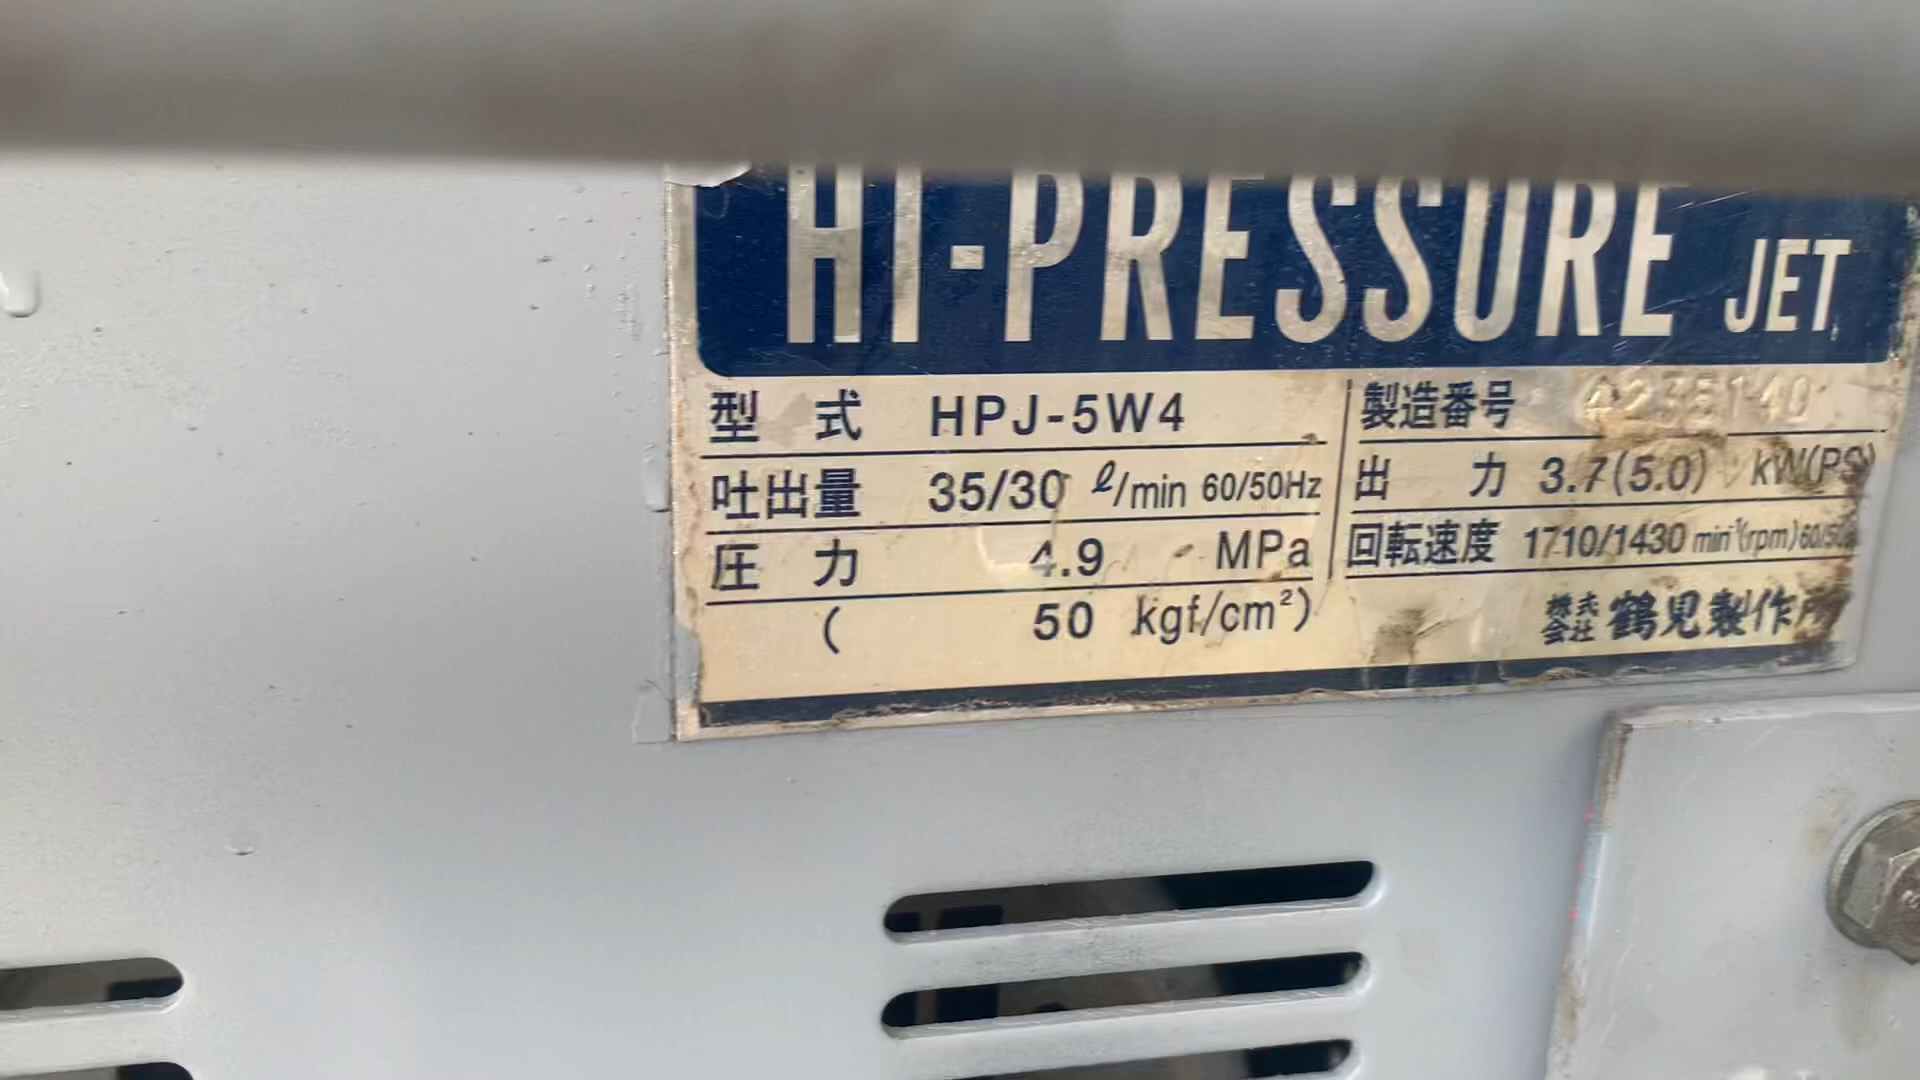 HI-PRESSURE JET
型式 HPJ-5W4
製造番号 4235140
吐出量 35/30 ℓ/min 60/50Hz
出力 3.7(5.0) kW(PS)
圧力 4.9 MPa
回転速度 1710/1430 min⁻¹(rpm) 60/50
( 50 kgf/cm²)
株式会社 鶴見製作所